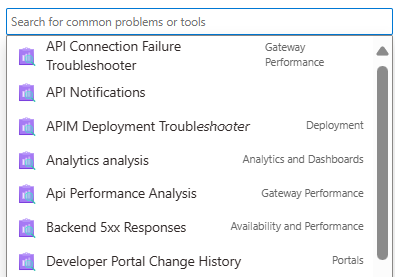 Search for common problems or tools
API Connection Failure Gateway
Troubleshooter Performance
API Notifications
APIM Deployment Troubleshooter Deployment
Analytics analysis Analytics and Dashboards
Api Performance Analysis Gateway Performance
Backend 5xx Responses Availability and Performance
Developer Portal Change History Portals